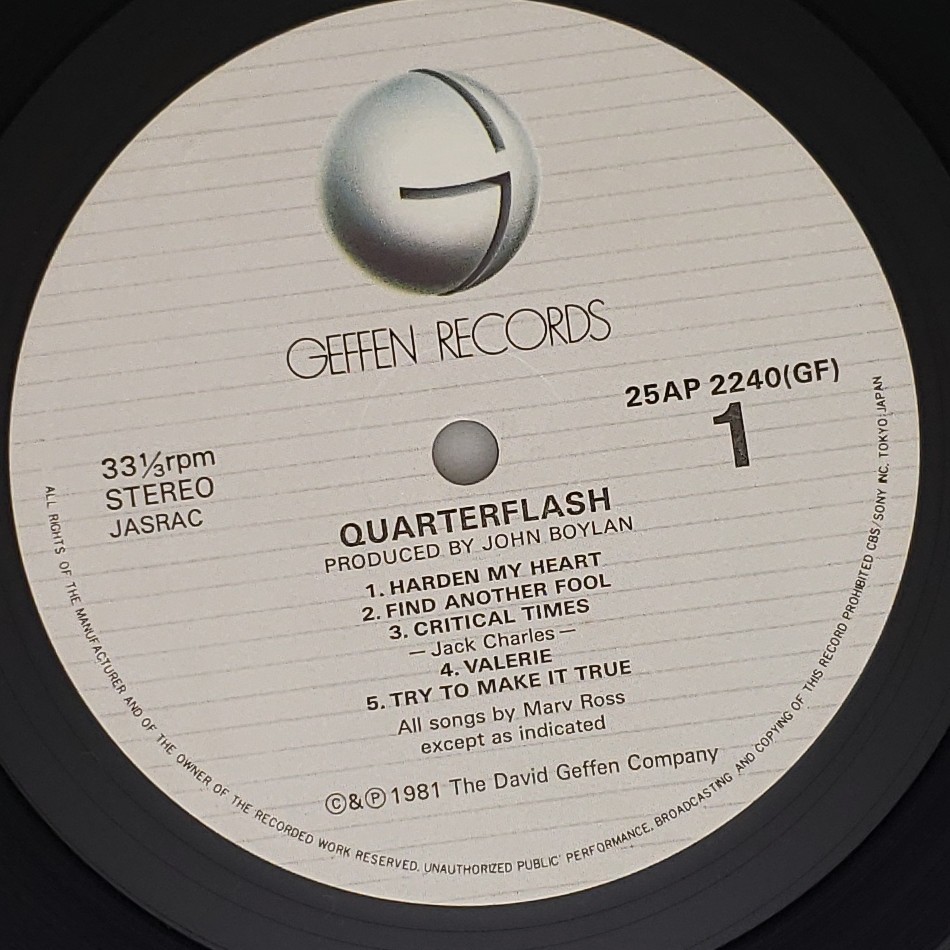 GEFFEN RECORDS
25AP 2240(GF)
1
33⅓rpm
STEREO
JASRAC
QUARTERFLASH
PRODUCED BY JOHN BOYLAN
1. HARDEN MY HEART
2. FIND ANOTHER FOOL
3. CRITICAL TIMES
— Jack Charles —
4. VALERIE
5. TRY TO MAKE IT TRUE
All songs by Marv Ross
except as indicated
©&℗ 1981 The David Geffen Company
ALL RIGHTS OF THE MANUFACTURER AND OF THE OWNER OF THE RECORDED WORK RESERVED. UNAUTHORIZED PUBLIC PERFORMANCE, BROADCASTING AND COPYING OF THIS RECORD PROHIBITED CBS/SONY INC. TOKYO JAPAN